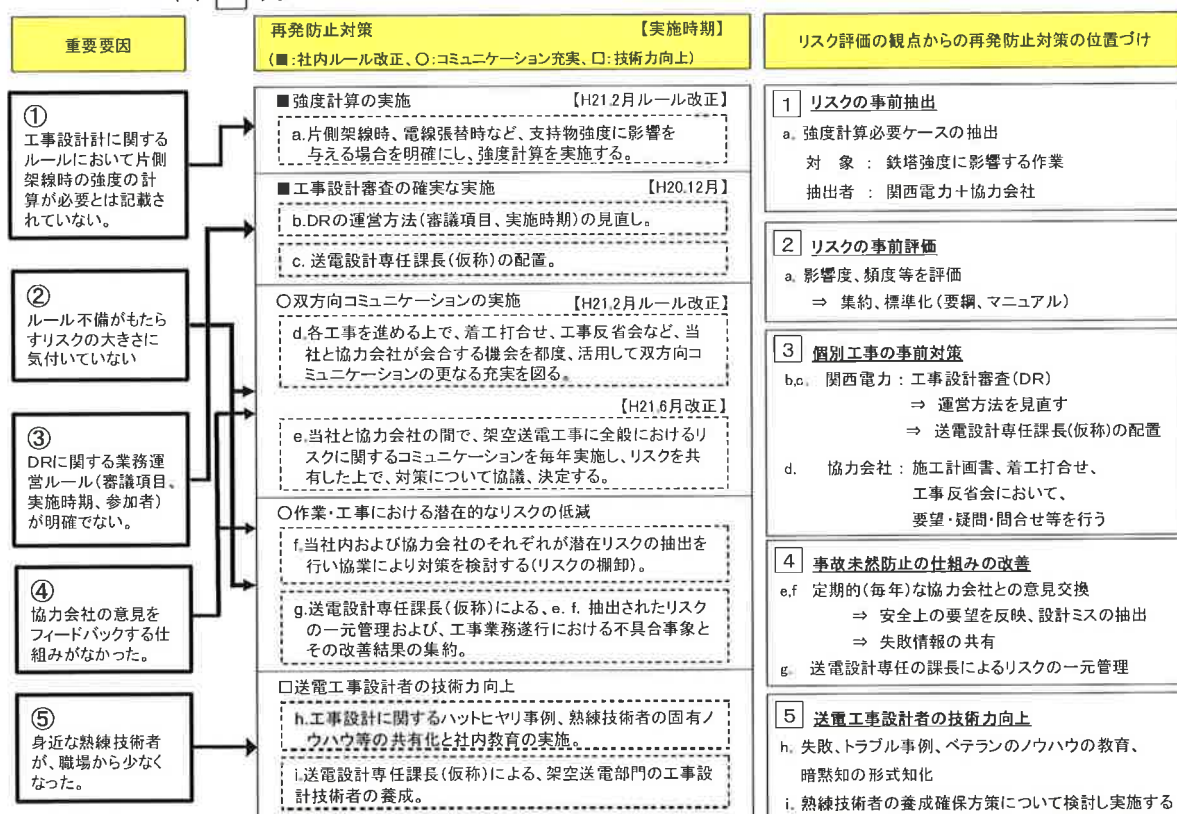 重要要因
再発防止対策 【実施時期】
(■:社内ルール改正、〇:コミュニケーション充実、□:技術力向上)
リスク評価の観点からの再発防止対策の位置づけ
①
工事設計計に関する
ルールにおいて片側
架線時の強度の計
算が必要とは記載さ
れていない。
②
ルール不備がもたら
すリスクの大きさに
気付いていない
③
DRに関する業務運
営ルール(審議項目、
実施時期、参加者)
が明確でない。
④
協力会社の意見を
フィードバックする仕
組みがなかった。
⑤
身近な熟練技術者
が、職場から少なく
なった。
■強度計算の実施 【H21.2月ルール改正】
a.片側架線時、電線張替時など、支持物強度に影響を
与える場合を明確にし、強度計算を実施する。
■工事設計審査の確実な実施 【H20.12月】
b.DRの運営方法(審議項目、実施時期)の見直し。
c. 送電設計専任課長(仮称)の配置。
〇双方向コミュニケーションの実施 【H21.2月ルール改正】
d.各工事を進める上で、着工打合せ、工事反省会など、当
社と協力会社が会合する機会を都度、活用して双方向コ
ミュニケーションの更なる充実を図る。
【H21.6月改正】
e.当社と協力会社の間で、架空送電工事に全般におけるリ
スクに関するコミュニケーションを毎年実施し、リスクを共
有した上で、対策について協議、決定する。
〇作業・工事における潜在的なリスクの低減
f.当社内および協力会社のそれぞれが潜在リスクの抽出を
行い協業により対策を検討する(リスクの棚卸)。
g.送電設計専任課長(仮称)による、e. f. 抽出されたリスク
の一元管理および、工事業務遂行における不具合事象と
その改善結果の集約。
□送電工事設計者の技術力向上
h.工事設計に関するハットヒヤリ事例、熟練技術者の固有ノ
ウハウ等の共有化と社内教育の実施。
i.送電設計専任課長(仮称)による、架空送電部門の工事設
計技術者の養成。
1 リスクの事前抽出
a. 強度計算必要ケースの抽出
対 象 : 鉄塔強度に影響する作業
抽出者 : 関西電力+協力会社
2 リスクの事前評価
a. 影響度、頻度等を評価
⇒ 集約、標準化(要綱、マニュアル)
3 個別工事の事前対策
b,c. 関西電力:工事設計審査(DR)
⇒ 運営方法を見直す
⇒ 送電設計専任課長(仮称)の配置
d. 協力会社:施工計画書、着工打合せ、
工事反省会において、
要望・疑問・問合せ等を行う
4 事故未然防止の仕組みの改善
e,f 定期的(毎年)な協力会社との意見交換
⇒ 安全上の要望を反映、設計ミスの抽出
⇒ 失敗情報の共有
g. 送電設計専任の課長によるリスクの一元管理
5 送電工事設計者の技術力向上
h. 失敗、トラブル事例、ベテランのノウハウの教育、
暗黙知の形式知化
i. 熟練技術者の養成確保方策について検討し実施する